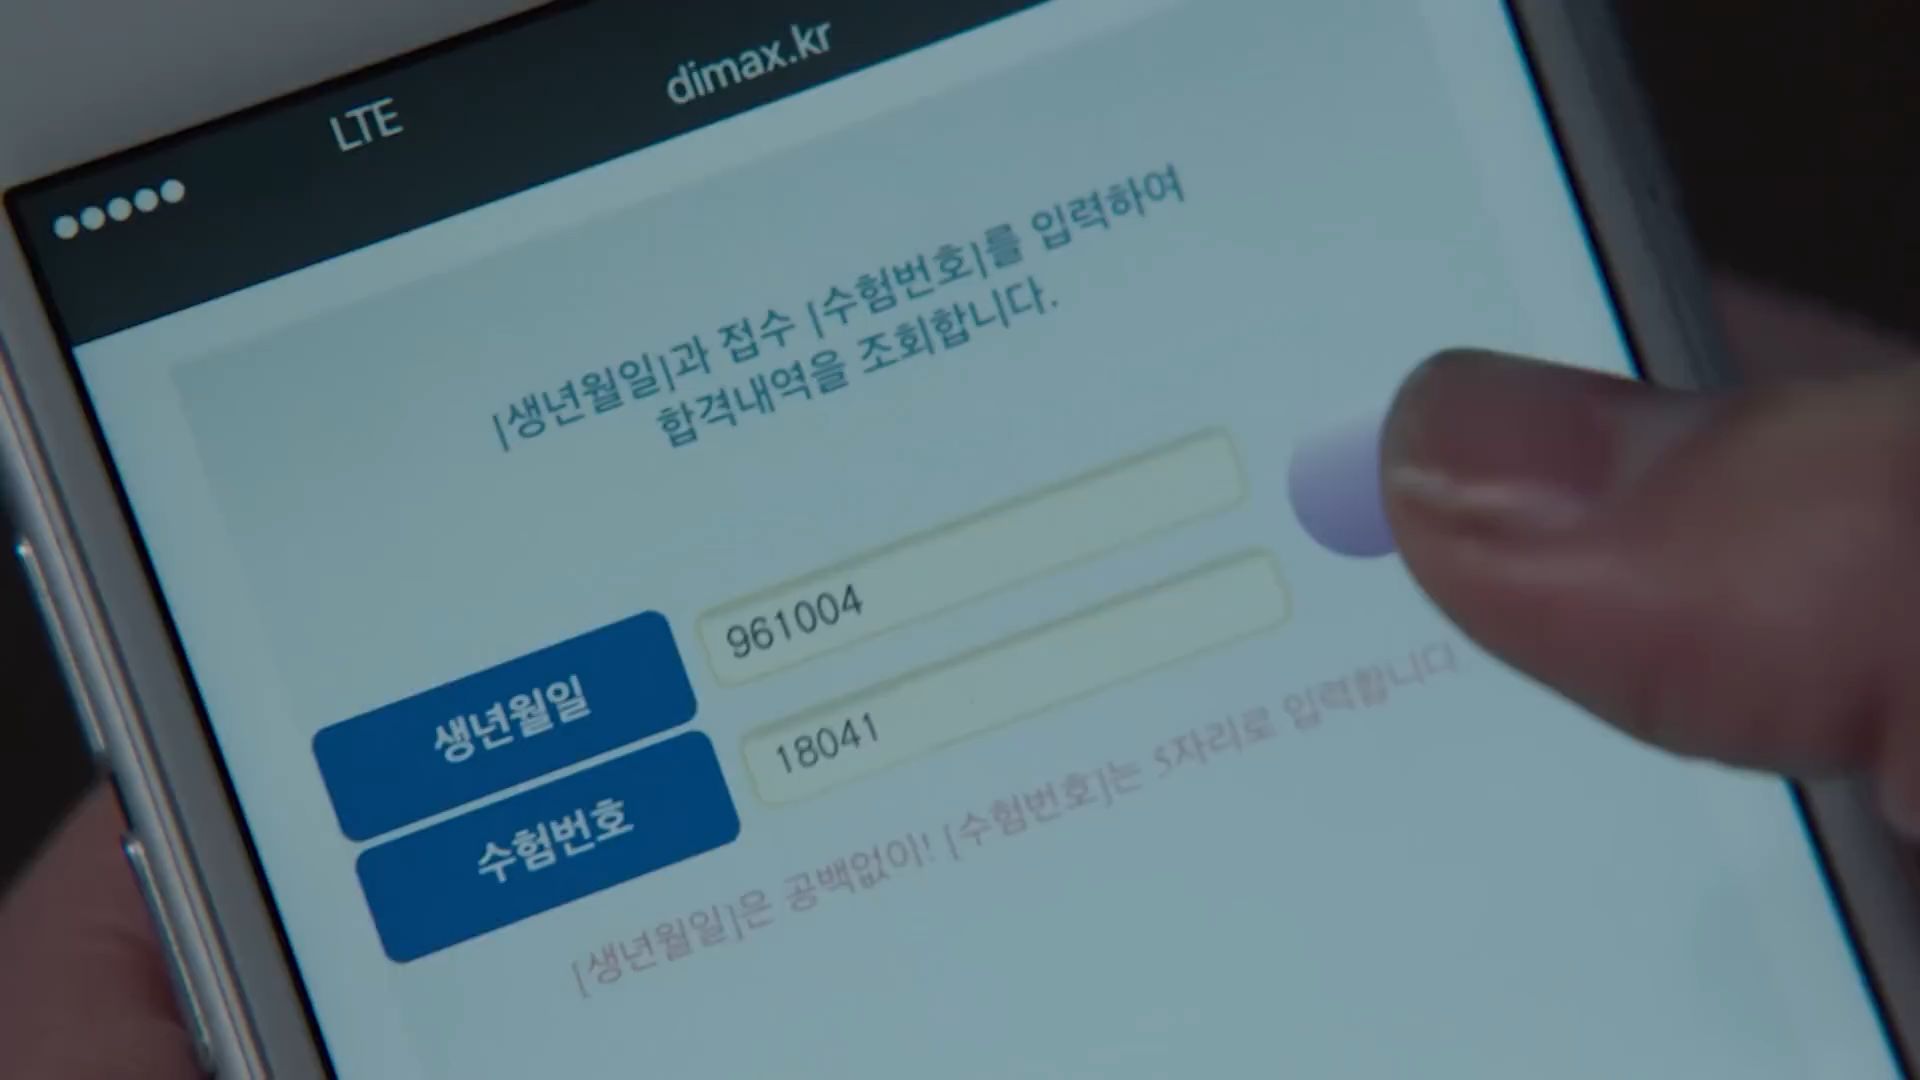 LTE
dimax.kr
[생년월일]과 접수 [수험번호]를 입력하여
합격내역을 조회합니다.
생년월일
961004
수험번호
18041
[생년월일]은 공백없이! [수험번호]는 5자리로 입력합니다.